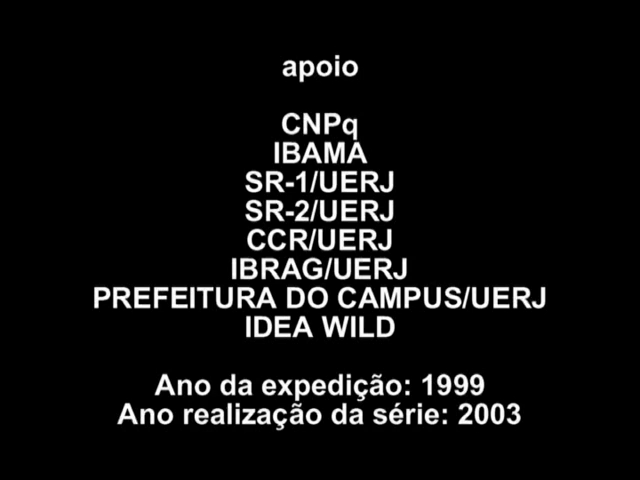 apoio
CNPq
IBAMA
SR-1/UERJ
SR-2/UERJ
CCR/UERJ
IBRAG/UERJ
PREFEITURA DO CAMPUS/UERJ
IDEA WILD
Ano da expedição: 1999
Ano realização da série: 2003